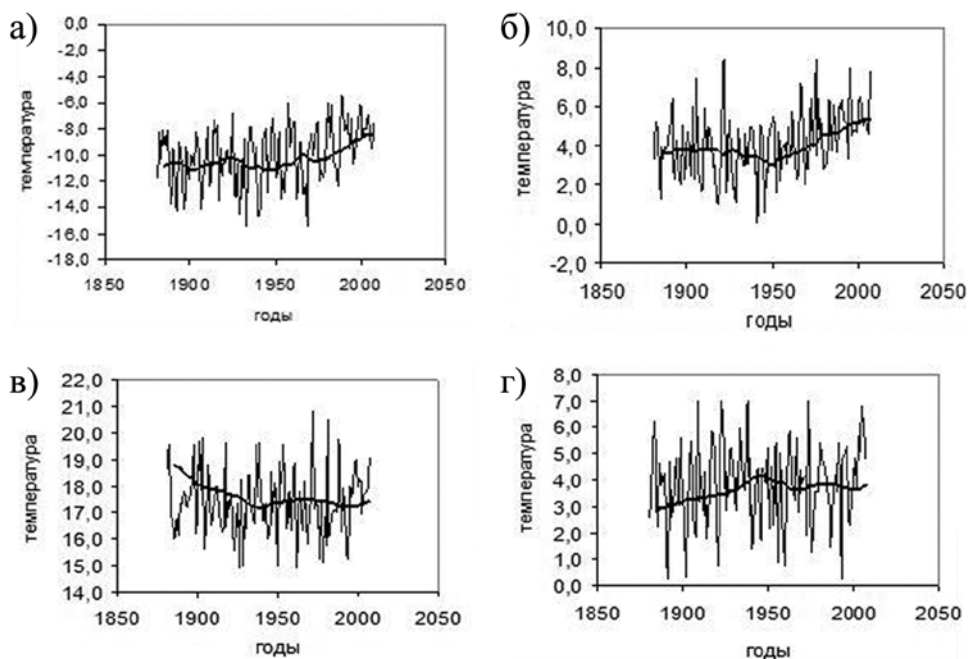 а)
температура
0,0
-2,0
-4,0
-6,0
-8,0
-10,0
-12,0
-14,0
-16,0
-18,0
1850 1900 1950 2000 2050
годы
б)
температура
10,0
8,0
6,0
4,0
2,0
0,0
-2,0
1850 1900 1950 2000 2050
годы
в)
температура
22,0
21,0
20,0
19,0
18,0
17,0
16,0
15,0
14,0
1850 1900 1950 2000 2050
годы
г)
температура
8,0
7,0
6,0
5,0
4,0
3,0
2,0
1,0
0,0
1850 1900 1950 2000 2050
годы